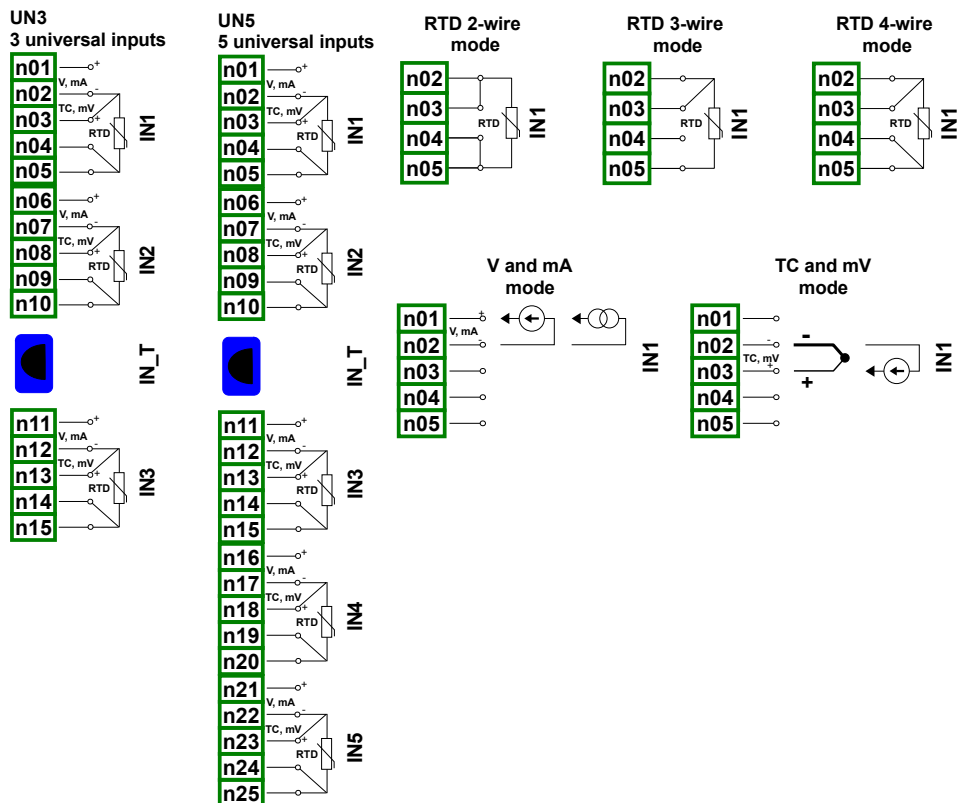 UN3
3 universal inputs
n01
+
V, mA
n02
-
TC, mV
n03
+
RTD
n04
n05
IN1
n06
+
V, mA
n07
-
TC, mV
n08
+
RTD
n09
n10
IN2
IN_T
n11
+
V, mA
n12
-
TC, mV
n13
+
RTD
n14
n15
IN3
UN5
5 universal inputs
n01
+
V, mA
n02
-
TC, mV
n03
+
RTD
n04
n05
IN1
n06
+
V, mA
n07
-
TC, mV
n08
+
RTD
n09
n10
IN2
IN_T
n11
+
V, mA
n12
-
TC, mV
n13
+
RTD
n14
n15
IN3
n16
+
V, mA
n17
-
TC, mV
n18
+
RTD
n19
n20
IN4
n21
+
V, mA
n22
-
TC, mV
n23
+
RTD
n24
n25
IN5
RTD 2-wire
mode
n02
n03
RTD
n04
n05
IN1
RTD 3-wire
mode
n02
n03
RTD
n04
n05
IN1
RTD 4-wire
mode
n02
n03
RTD
n04
n05
IN1
V and mA
mode
n01
+
V, mA
n02
-
n03
n04
n05
IN1
TC and mV
mode
n01
n02
-
-
TC, mV
n03
+
+
n04
n05
IN1